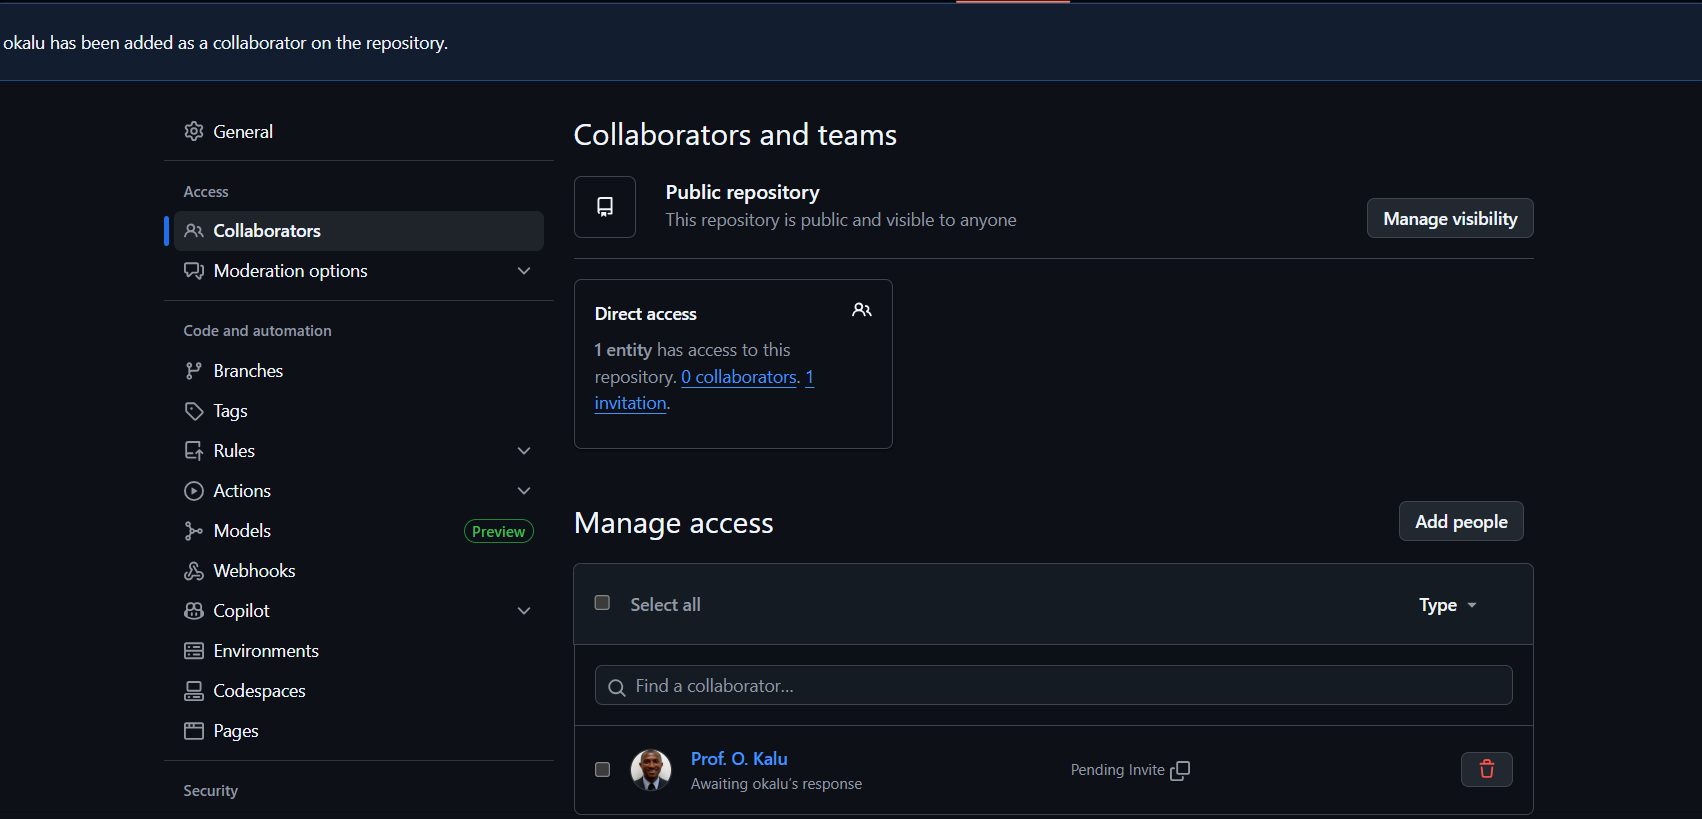 okalu has been added as a collaborator on the repository.
General
Access
Collaborators
Moderation options
Code and automation
Branches
Tags
Rules
Actions
Models
Preview
Webhooks
Copilot
Environments
Codespaces
Pages
Security
Collaborators and teams
Public repository
This repository is public and visible to anyone
Manage visibility
Direct access
1 entity has access to this
repository. 0 collaborators. 1
invitation.
Manage access
Add people
Select all
Type
Find a collaborator...
Prof. O. Kalu
Awaiting okalu's response
Pending Invite